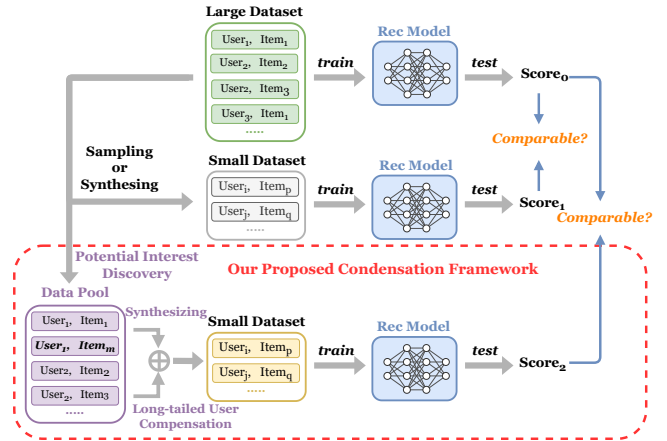 Large Dataset
User1, Item1
User2, Item2
User2, Item3
User3, Item1
.....
train
Rec Model
test
Score0
Comparable?
Sampling
or
Synthesing
Small Dataset
Useri, Itemp
Userj, Itemq
.....
train
Rec Model
test
Score1
Comparable?
Potential Interest
Discovery
Our Proposed Condensation Framework
Data Pool
User1, Item1
User1, Itemm
User2, Item2
User2, Item3
.....
Synthesizing
Long-tailed User
Compensation
Small Dataset
Useri, Itemp
Userj, Itemq
.....
train
Rec Model
test
Score2